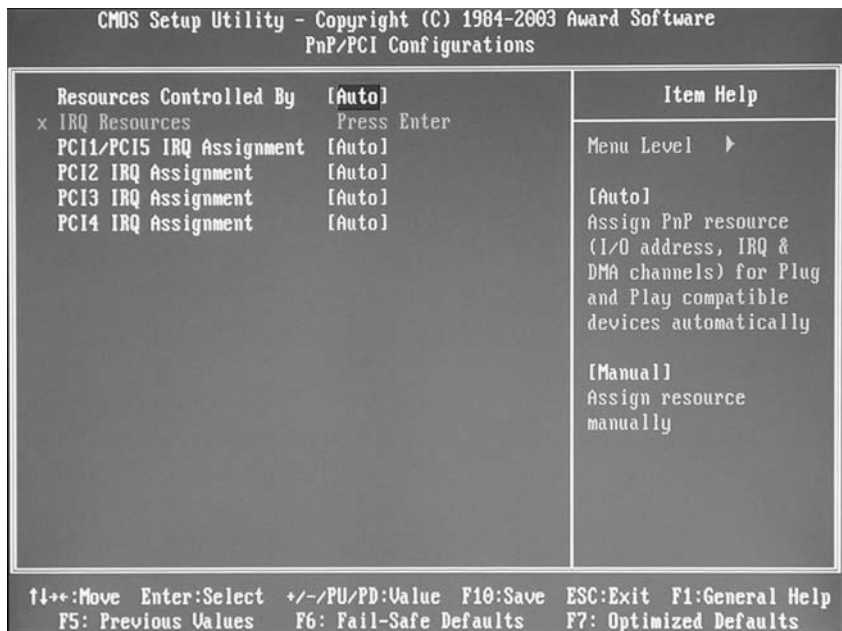 CMOS Setup Utility - Copyright (C) 1984-2003 Award Software
PnP/PCI Configurations
Resources Controlled By [Auto]
x IRQ Resources Press Enter
PCI1/PCI5 IRQ Assignment [Auto]
PCI2 IRQ Assignment [Auto]
PCI3 IRQ Assignment [Auto]
PCI4 IRQ Assignment [Auto]
Item Help
Menu Level ▶
[Auto]
Assign PnP resource
(I/O address, IRQ &
DMA channels) for Plug
and Play compatible
devices automatically
[Manual]
Assign resource
manually
↑↓→←:Move Enter:Select +/-/PU/PD:Value F10:Save ESC:Exit F1:General Help
F5: Previous Values F6: Fail-Safe Defaults F7: Optimized Defaults